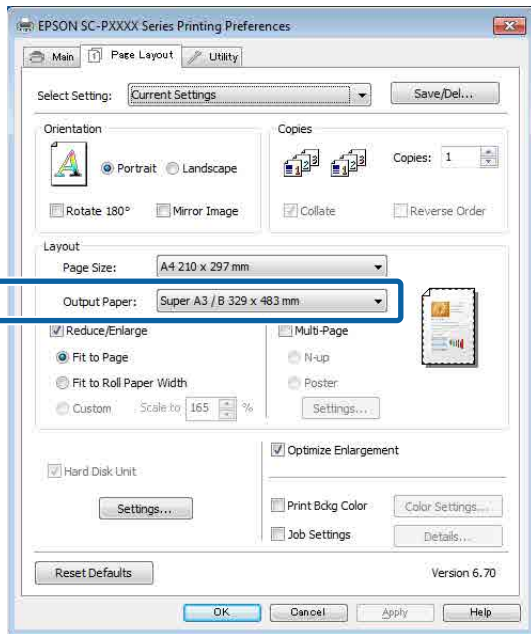 EPSON SC-PXXXX Series Printing Preferences
Main Page Layout Utility
Select Setting: Current Settings Save/Del...
Orientation Copies
Portrait Landscape Copies: 1
Rotate 180° Mirror Image Collate Reverse Order
Layout
Page Size: A4 210 x 297 mm
Output Paper: Super A3 / B 329 x 483 mm
Reduce/Enlarge Multi-Page
Fit to Page N-up
Fit to Roll Paper Width Poster
Custom Scale to 165 % Settings...
Optimize Enlargement
Hard Disk Unit
Settings... Print Bckg Color Color Settings...
Job Settings Details...
Reset Defaults Version 6.70
OK Cancel Apply Help